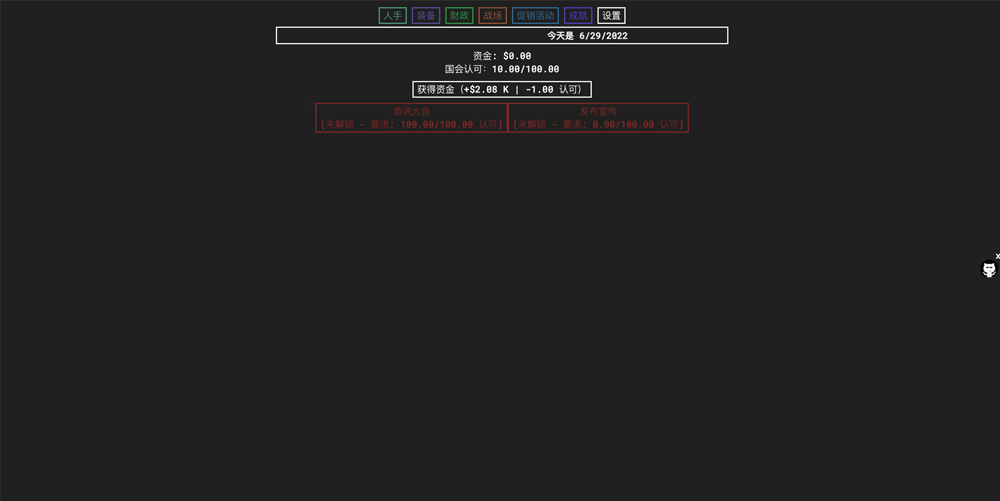 人手 装备 财政 战场 促销活动 成就 设置
今天是 6/29/2022
资金: $0.00
国会认可: 10.00/100.00
获得资金 (+$2.08 K | -1.00 认可)
游说大会 发布宣传
[未解锁 - 要求: 100.00/100.00 认可] [未解锁 - 要求: 0.00/100.00 认可]
x